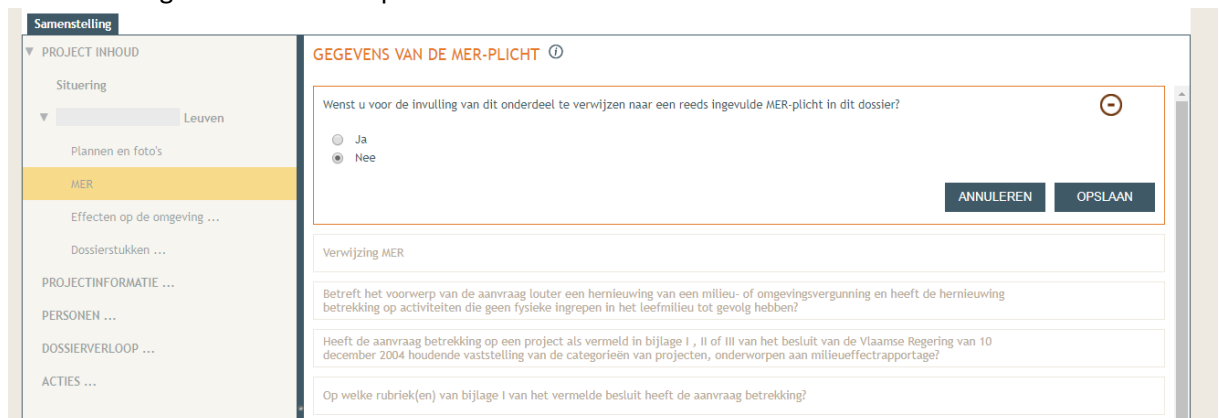 Samenstelling
PROJECT INHOUD
Situering
Leuven
Plannen en foto's
MER
Effecten op de omgeving ...
Dossierstukken ...
PROJECTINFORMATIE ...
PERSONEN ...
DOSSIERVERLOOP ...
ACTIES ...
GEGEVENS VAN DE MER-PLICHT
Wenst u voor de invulling van dit onderdeel te verwijzen naar een reeds ingevulde MER-plicht in dit dossier?
Ja
Nee
ANNULEREN OPSLAAN
Verwijzing MER
Betreft het voorwerp van de aanvraag louter een hernieuwing van een milieu- of omgevingsvergunning en heeft de hernieuwing
betrekking op activiteiten die geen fysieke ingrepen in het leefmilieu tot gevolg hebben?
Heeft de aanvraag betrekking op een project als vermeld in bijlage I , II of III van het besluit van de Vlaamse Regering van 10
december 2004 houdende vaststelling van de categorieën van projecten, onderworpen aan milieueffectrapportage?
Op welke rubriek(en) van bijlage I van het vermelde besluit heeft de aanvraag betrekking?